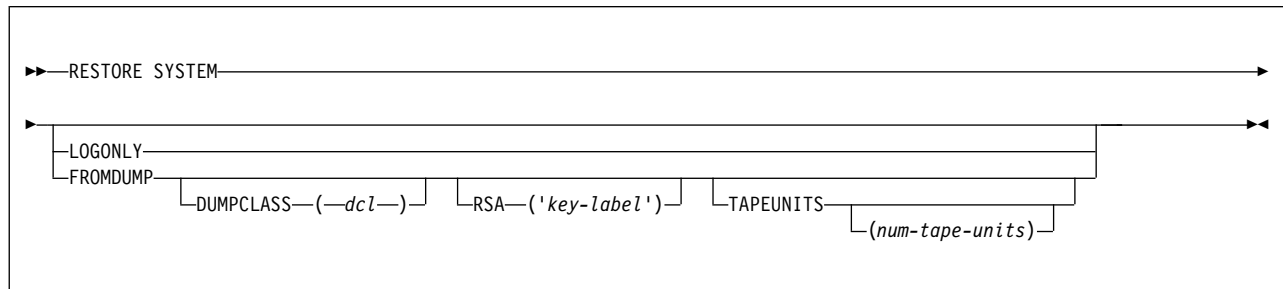 RESTORE SYSTEM
LOGONLY
FROMDUMP
DUMPCLASS (dcl) RSA ('key-label') TAPEUNITS
(num-tape-units)